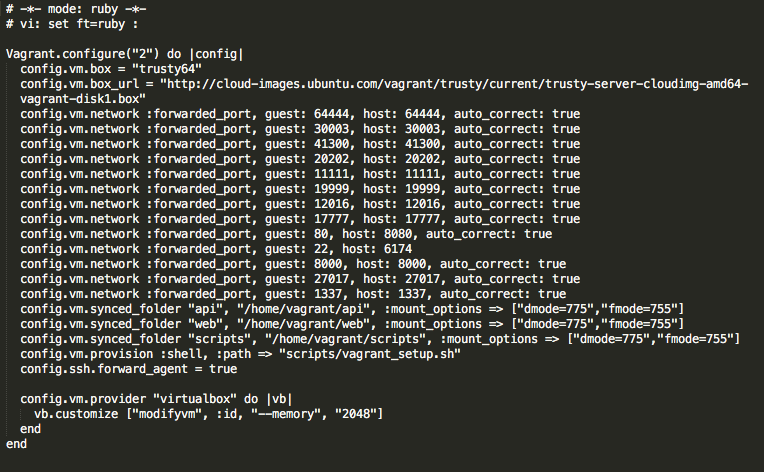 # -*- mode: ruby -*-
# vi: set ft=ruby :

Vagrant.configure("2") do |config|
  config.vm.box = "trusty64"
  config.vm.box_url = "http://cloud-images.ubuntu.com/vagrant/trusty/current/trusty-server-cloudimg-amd64-
  vagrant-disk1.box"
  config.vm.network :forwarded_port, guest: 64444, host: 64444, auto_correct: true
  config.vm.network :forwarded_port, guest: 30003, host: 30003, auto_correct: true
  config.vm.network :forwarded_port, guest: 41300, host: 41300, auto_correct: true
  config.vm.network :forwarded_port, guest: 20202, host: 20202, auto_correct: true
  config.vm.network :forwarded_port, guest: 11111, host: 11111, auto_correct: true
  config.vm.network :forwarded_port, guest: 19999, host: 19999, auto_correct: true
  config.vm.network :forwarded_port, guest: 12016, host: 12016, auto_correct: true
  config.vm.network :forwarded_port, guest: 17777, host: 17777, auto_correct: true
  config.vm.network :forwarded_port, guest: 80, host: 8080, auto_correct: true
  config.vm.network :forwarded_port, guest: 22, host: 6174
  config.vm.network :forwarded_port, guest: 8000, host: 8000, auto_correct: true
  config.vm.network :forwarded_port, guest: 27017, host: 27017, auto_correct: true
  config.vm.network :forwarded_port, guest: 1337, host: 1337, auto_correct: true
  config.vm.synced_folder "api", "/home/vagrant/api", :mount_options => ["dmode=775","fmode=755"]
  config.vm.synced_folder "web", "/home/vagrant/web", :mount_options => ["dmode=775","fmode=755"]
  config.vm.synced_folder "scripts", "/home/vagrant/scripts", :mount_options => ["dmode=775","fmode=755"]
  config.vm.provision :shell, :path => "scripts/vagrant_setup.sh"
  config.ssh.forward_agent = true

  config.vm.provider "virtualbox" do |vb|
    vb.customize ["modifyvm", :id, "--memory", "2048"]
  end
end